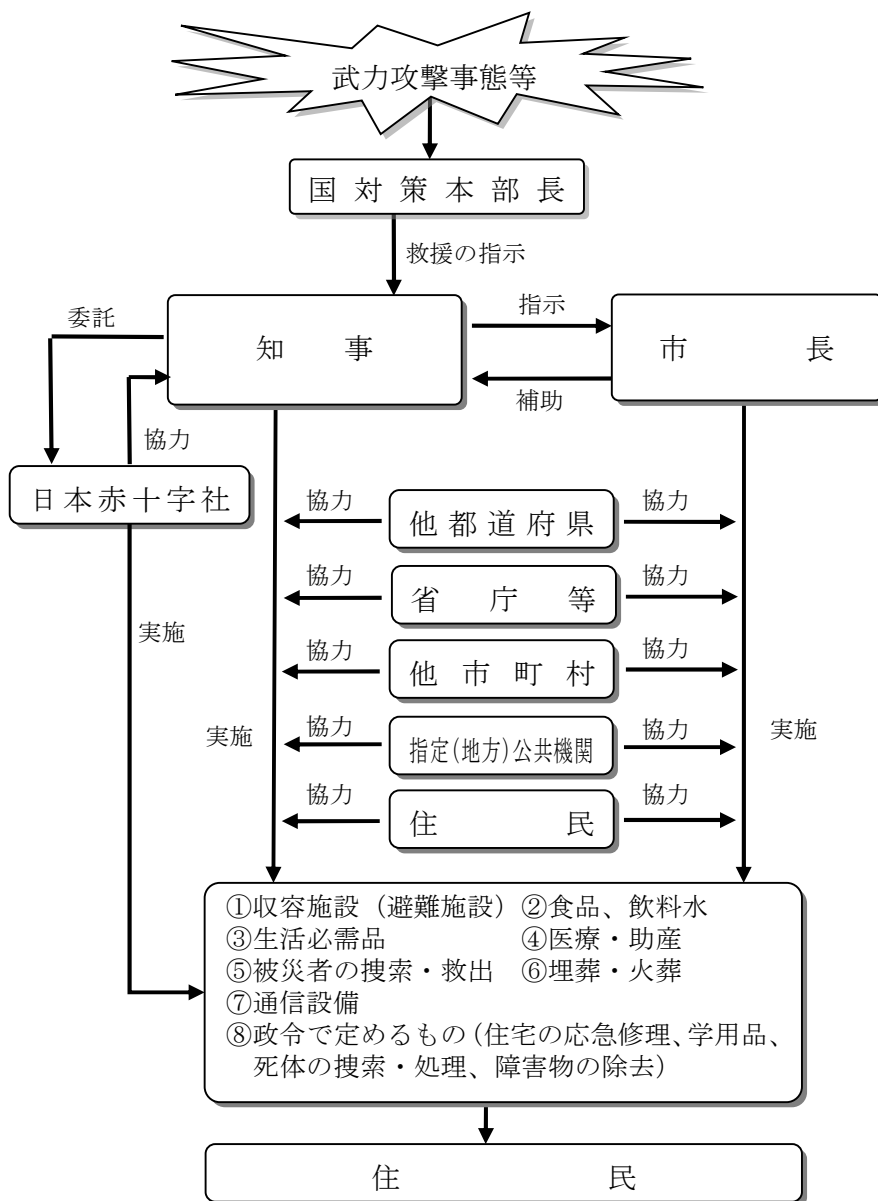 武力攻撃事態等
国対策本部長
救援の指示
委託
知事
指示
市長
補助
協力
日本赤十字社
協力
他都道府県
協力
協力
省庁等
協力
実施
協力
他市町村
協力
実施
協力
指定(地方)公共機関
協力
実施
協力
住民
協力
①収容施設（避難施設）②食品、飲料水
③生活必需品　④医療・助産
⑤被災者の捜索・救出　⑥埋葬・火葬
⑦通信設備
⑧政令で定めるもの(住宅の応急修理、学用品、
死体の捜索・処理、障害物の除去)
住民